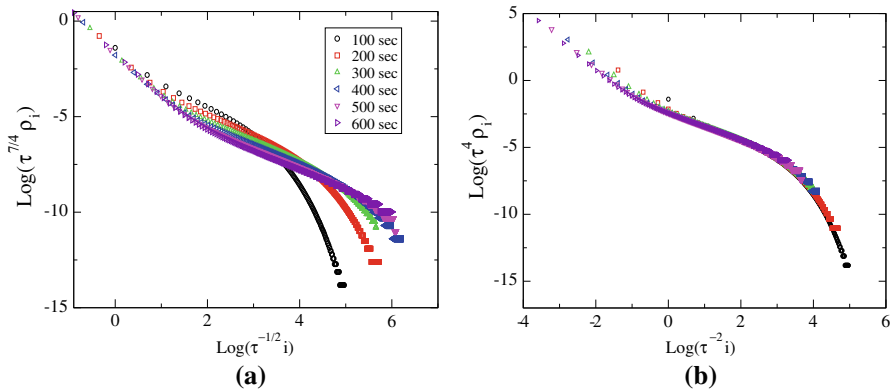 0
-5
-10
-15
Log(τ^{7/4} ρ_i)
100 sec
200 sec
300 sec
400 sec
500 sec
600 sec
0 2 4 6
Log(τ^{-1/2} i)
(a)
5
0
-5
-10
-15
Log(τ^4 ρ_i)
-4 -2 0 2 4 6
Log(τ^{-2} i)
(b)